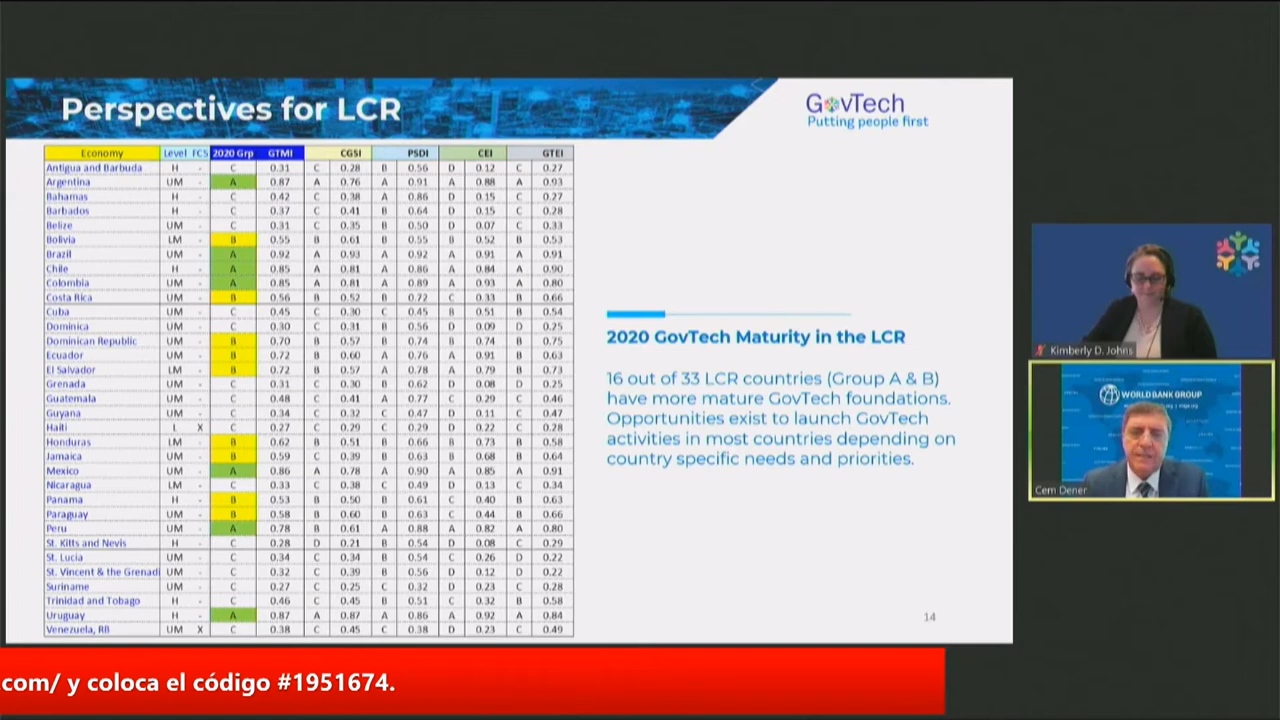 Perspectives for LCR
GovTech
Putting people first
Economy Level FCS 2020 Grp GTMI CGSI PSDI CEI GTEI
Antigua and Barbuda H - C 0.31 C 0.28 B 0.56 D 0.12 C 0.27
Argentina UM - A 0.87 A 0.76 A 0.91 A 0.88 A 0.93
Bahamas H - C 0.42 C 0.38 A 0.86 D 0.15 C 0.27
Barbados H - C 0.37 C 0.41 B 0.64 D 0.15 C 0.28
Belize UM - C 0.31 C 0.35 B 0.50 D 0.07 C 0.33
Bolivia LM - B 0.55 B 0.61 B 0.55 B 0.52 B 0.53
Brazil UM - A 0.92 A 0.93 A 0.92 A 0.91 A 0.91
Chile H - A 0.85 A 0.81 A 0.86 A 0.84 A 0.90
Colombia UM - A 0.85 A 0.81 A 0.89 A 0.93 A 0.80
Costa Rica UM - B 0.56 B 0.52 B 0.72 C 0.33 B 0.66
Cuba UM - C 0.45 C 0.30 C 0.45 B 0.51 B 0.54
Dominica UM - C 0.30 C 0.31 B 0.56 D 0.09 D 0.25
Dominican Republic UM - B 0.70 B 0.57 B 0.74 B 0.74 B 0.75
Ecuador UM - B 0.72 B 0.60 A 0.76 A 0.91 B 0.63
El Salvador LM - B 0.72 B 0.57 A 0.78 A 0.79 B 0.73
Grenada UM - C 0.31 C 0.30 B 0.62 D 0.08 D 0.25
Guatemala UM - C 0.48 C 0.41 A 0.77 C 0.29 C 0.46
Guyana UM - C 0.34 C 0.32 C 0.47 D 0.11 C 0.47
Haiti L X C 0.27 C 0.29 C 0.29 D 0.22 C 0.28
Honduras LM - B 0.62 B 0.51 B 0.66 B 0.73 B 0.58
Jamaica UM - B 0.59 C 0.39 B 0.63 B 0.68 B 0.64
Mexico UM - A 0.86 A 0.78 A 0.90 A 0.85 A 0.91
Nicaragua LM - C 0.33 C 0.38 C 0.49 D 0.13 C 0.34
Panama H - B 0.53 B 0.50 B 0.61 C 0.40 B 0.63
Paraguay UM - B 0.58 B 0.60 B 0.63 C 0.44 B 0.66
Peru UM - A 0.78 B 0.61 A 0.88 A 0.82 A 0.80
St. Kitts and Nevis H - C 0.28 D 0.21 B 0.54 D 0.08 C 0.29
St. Lucia UM - C 0.34 C 0.34 B 0.54 C 0.26 D 0.22
St. Vincent & the Grenadi UM - C 0.32 C 0.39 B 0.56 D 0.12 D 0.22
Suriname UM - C 0.27 C 0.25 C 0.32 D 0.23 C 0.28
Trinidad and Tobago H - C 0.46 C 0.45 B 0.51 C 0.32 B 0.58
Uruguay H - A 0.87 A 0.87 A 0.86 A 0.92 A 0.84
Venezuela, RB UM X C 0.38 C 0.45 C 0.38 D 0.23 C 0.49
2020 GovTech Maturity in the LCR
16 out of 33 LCR countries (Group A & B)
have more mature GovTech foundations.
Opportunities exist to launch GovTech
activities in most countries depending on
country specific needs and priorities.
14
Kimberly D. Johns
WORLD BANK GROUP
Cem Dener
.com/ y coloca el código #1951674.